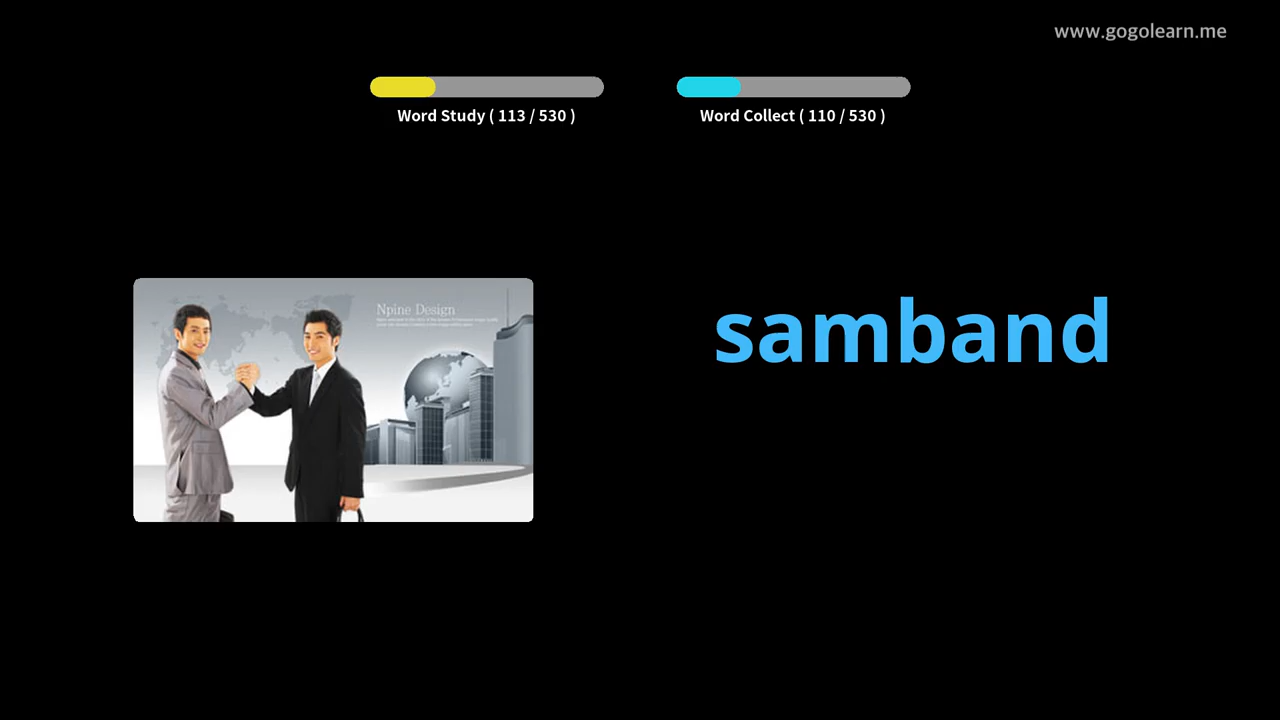 www.gogolearn.me
Word Study ( 113 / 530 )
Word Collect ( 110 / 530 )
Npine Design
samband